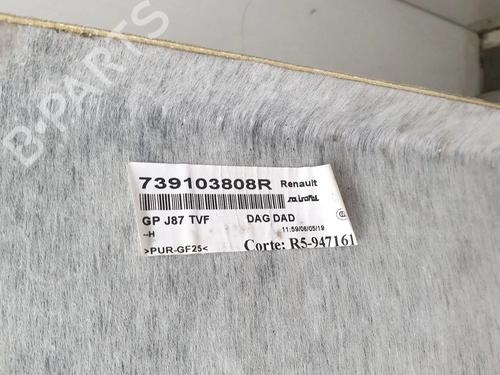 B-PARTS
739103808R Renault
GP J87 TVF DAG DAD
--H 11:59/06/05/19
>PUR-GF25< Corte: R5-947161